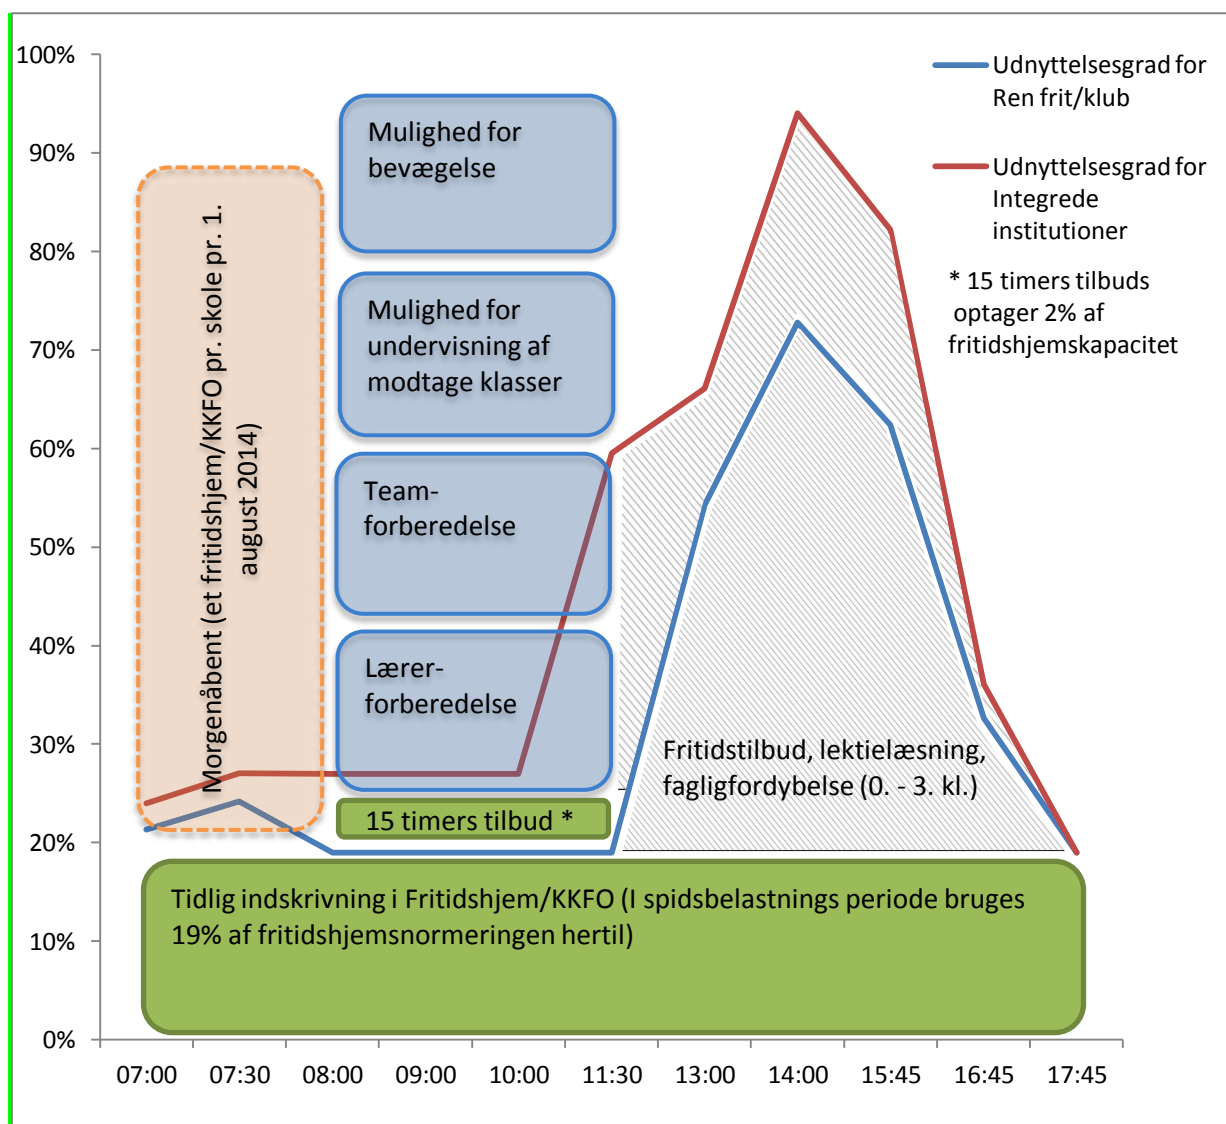 100%
90%
80%
70%
60%
50%
40%
30%
20%
10%
0%
Udnyttelsesgrad for
Ren frit/klub
Udnyttelsesgrad for
Integrede
institutioner
* 15 timers tilbuds
optager 2% af
fritidshjemskapacitet
Morgenåbent (et fritidshjem/KKFO pr. skole pr. 1.
august 2014)
Mulighed for
bevægelse
Mulighed for
undervisning af
modtage klasser
Team-
forberedelse
Lærer-
forberedelse
15 timers tilbud *
Fritidstilbud, lektielæsning,
fagligfordybelse (0. - 3. kl.)
Tidlig indskrivning i Fritidshjem/KKFO (I spidsbelastnings periode bruges
19% af fritidshjemsnormeringen hertil)
07:00 07:30 08:00 09:00 10:00 11:30 13:00 14:00 15:45 16:45 17:45